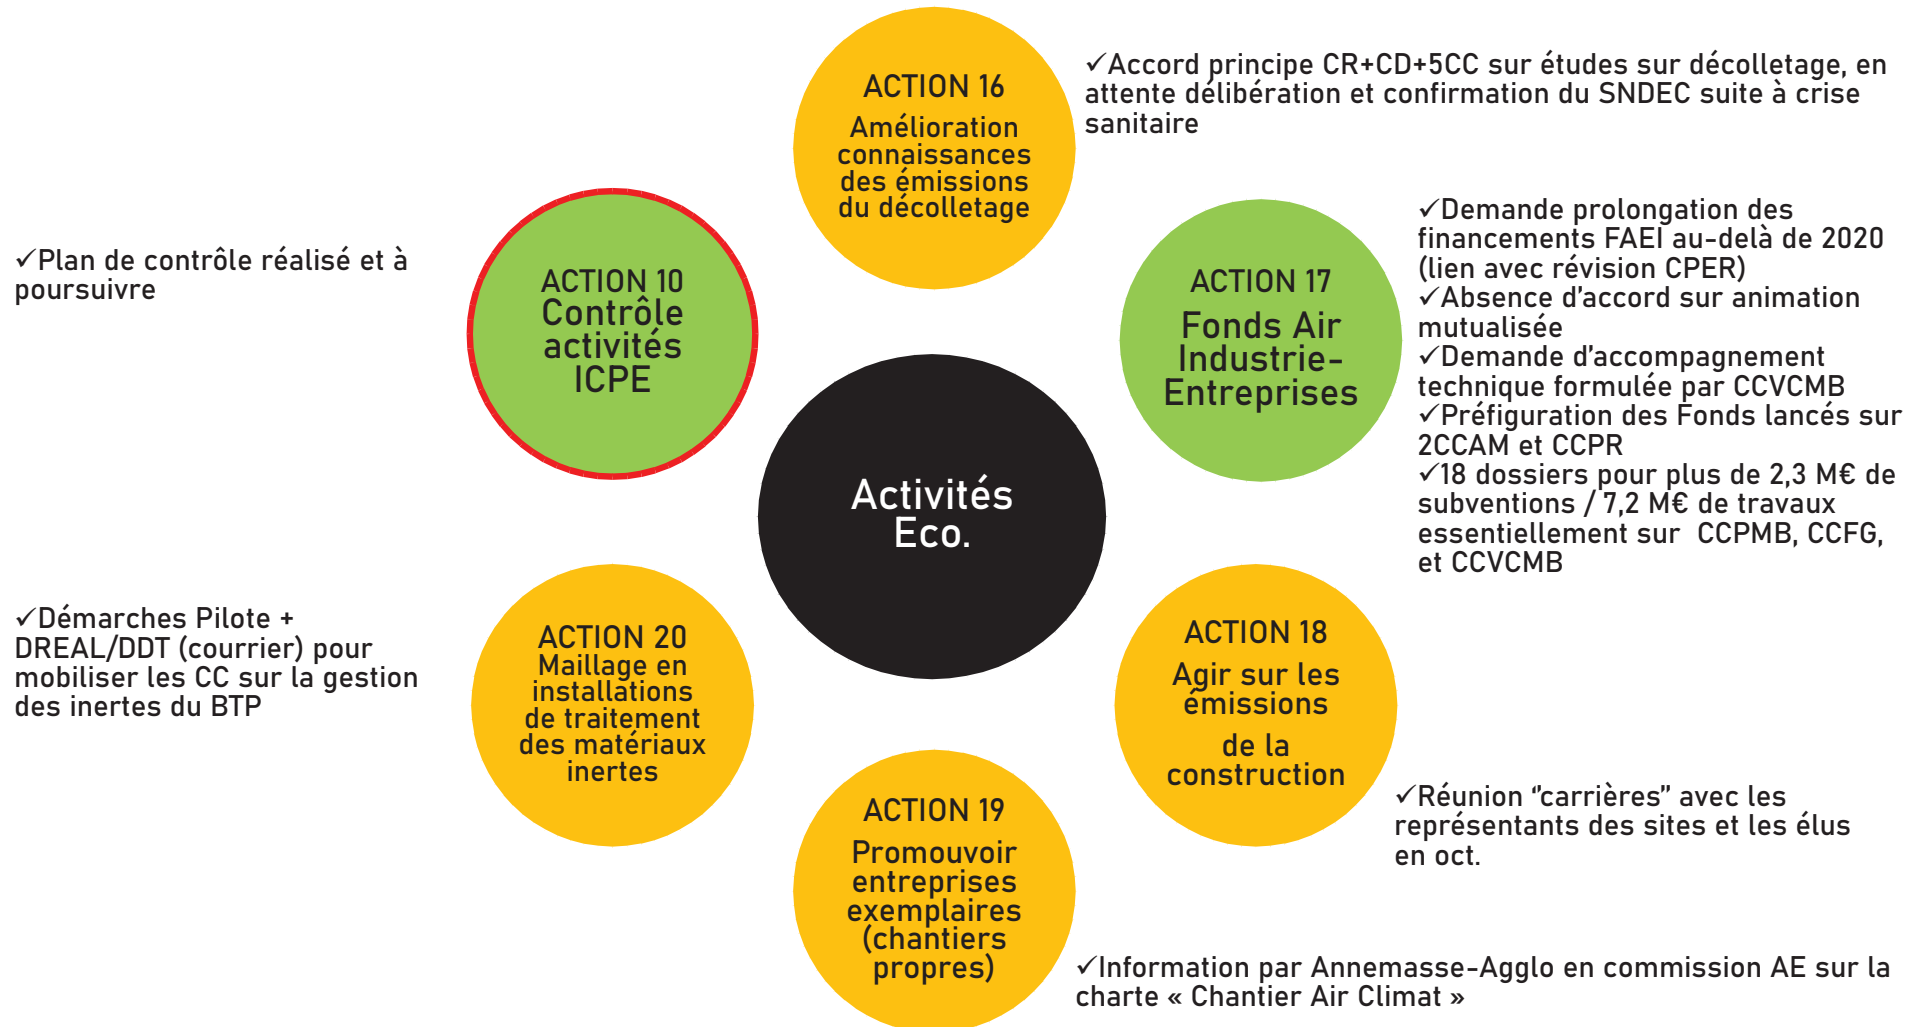 ACTION 16
Amélioration
connaissances
des émissions
du décolletage
✓Accord principe CR+CD+5CC sur études sur décolletage, en
attente délibération et confirmation du SNDEC suite à crise
sanitaire
✓Plan de contrôle réalisé et à
poursuivre
ACTION 10
Contrôle
activités
ICPE
ACTION 17
Fonds Air
Industrie-
Entreprises
✓Demande prolongation des
financements FAEI au-delà de 2020
(lien avec révision CPER)
✓Absence d'accord sur animation
mutualisée
✓Demande d'accompagnement
technique formulée par CCVCMB
✓Préfiguration des Fonds lancés sur
2CCAM et CCPR
✓18 dossiers pour plus de 2,3 M€ de
subventions / 7,2 M€ de travaux
essentiellement sur  CCPMB, CCFG,
et CCVCMB
Activités
Eco.
✓Démarches Pilote +
DREAL/DDT (courrier) pour
mobiliser les CC sur la gestion
des inertes du BTP
ACTION 20
Maillage en
installations
de traitement
des matériaux
inertes
ACTION 18
Agir sur les
émissions
de la
construction
✓Réunion "carrières" avec les
représentants des sites et les élus
en oct.
ACTION 19
Promouvoir
entreprises
exemplaires
(chantiers
propres)
✓Information par Annemasse-Agglo en commission AE sur la
charte « Chantier Air Climat »